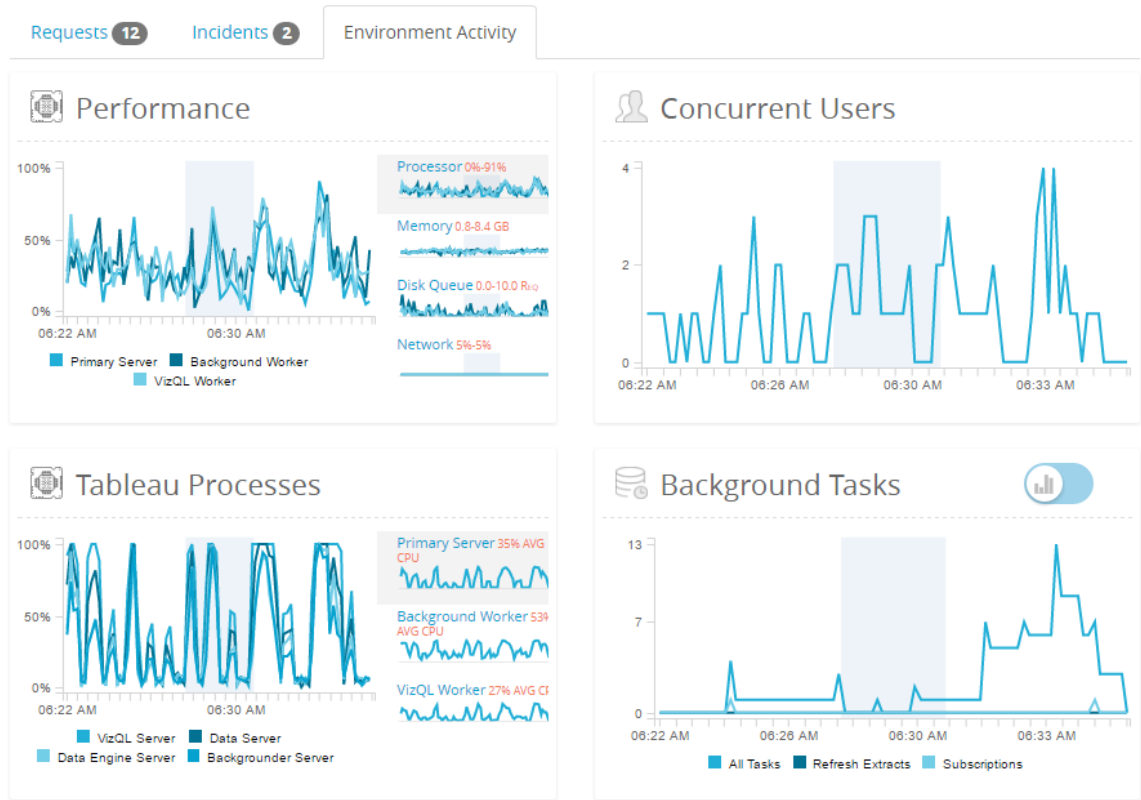 Requests 12 Incidents 2 Environment Activity
Performance
100%
50%
0%
06:22 AM 06:30 AM
Primary Server Background Worker
VizQL Worker
Processor 0%-91%
Memory 0.8-8.4 GB
Disk Queue 0.0-10.0 REQ
Network 5%-5%
Concurrent Users
4
2
0
06:22 AM 06:26 AM 06:30 AM 06:33 AM
Tableau Processes
100%
50%
0%
06:22 AM 06:30 AM
VizQL Server Data Server
Data Engine Server Backgrounder Server
Primary Server 35% AVG
CPU
Background Worker 53%
AVG CPU
VizQL Worker 27% AVG CP
Background Tasks
13
7
0
06:22 AM 06:26 AM 06:30 AM 06:33 AM
All Tasks Refresh Extracts Subscriptions